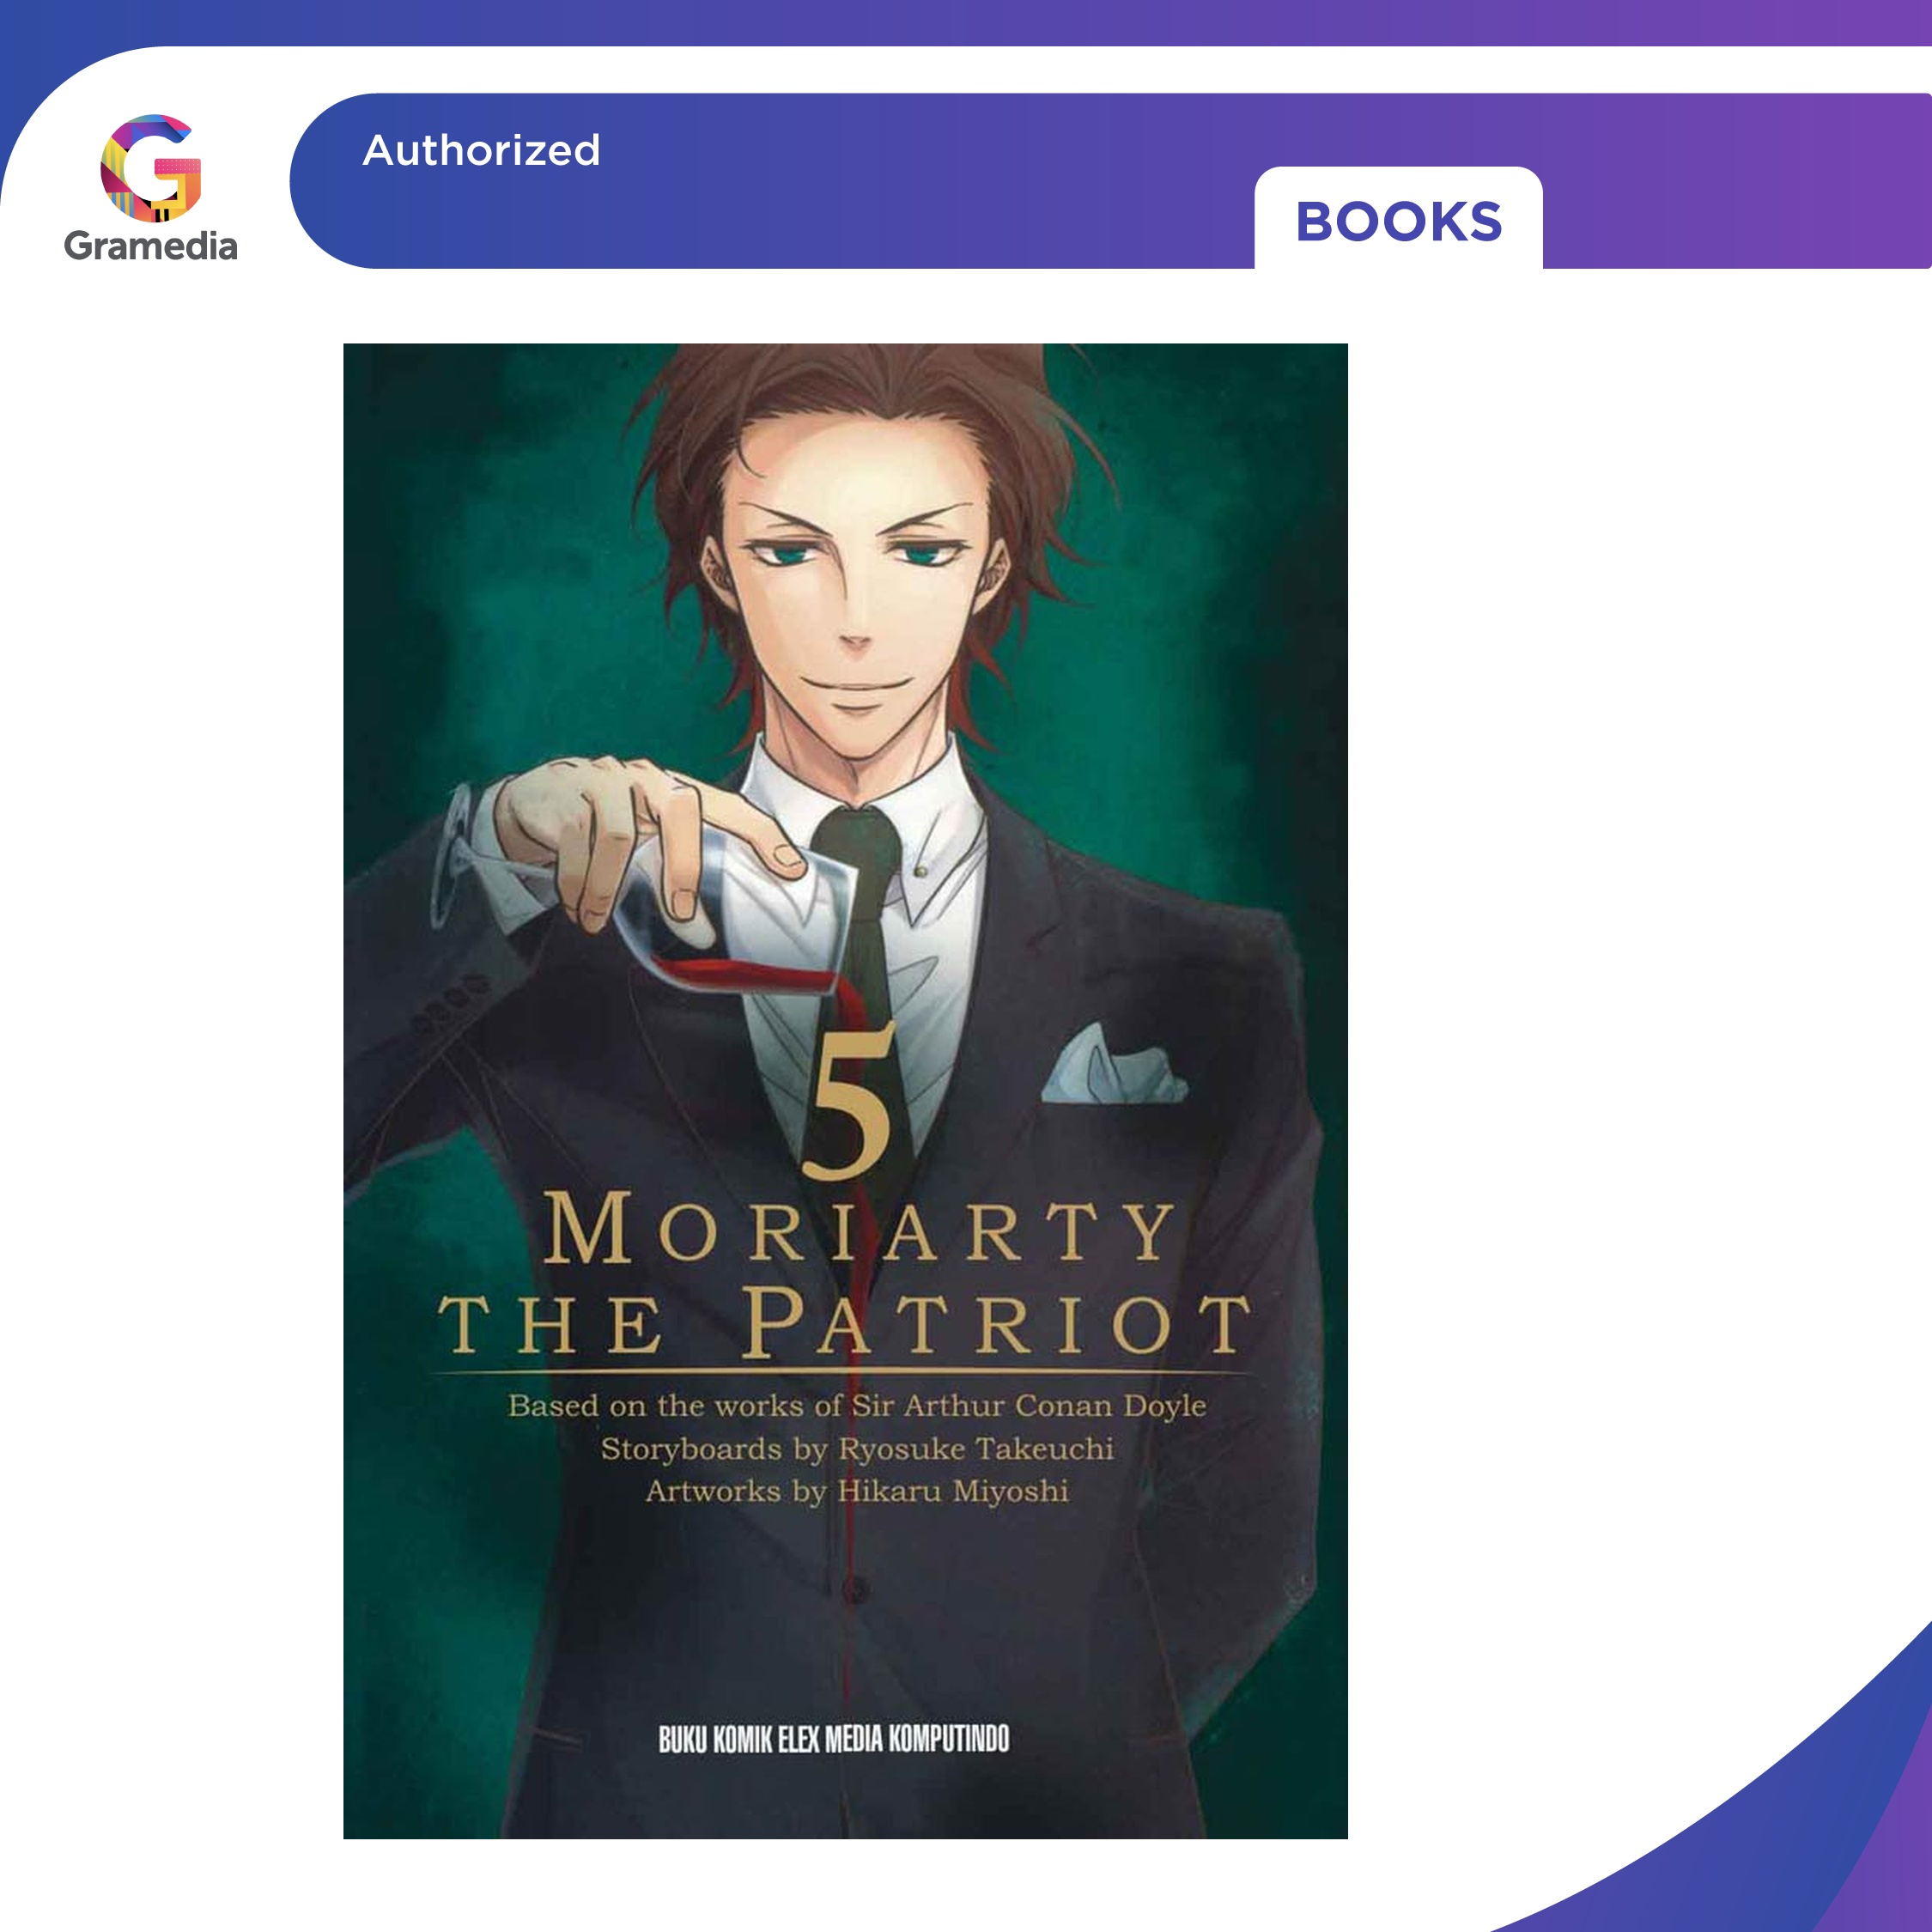 Gramedia
Authorized
BOOKS
5
MORIARTY
THE PATRIOT
Based on the works of Sir Arthur Conan Doyle
Storyboards by Ryosuke Takeuchi
Artworks by Hikaru Miyoshi
BUKU KOMIK ELEX MEDIA KOMPUTINDO